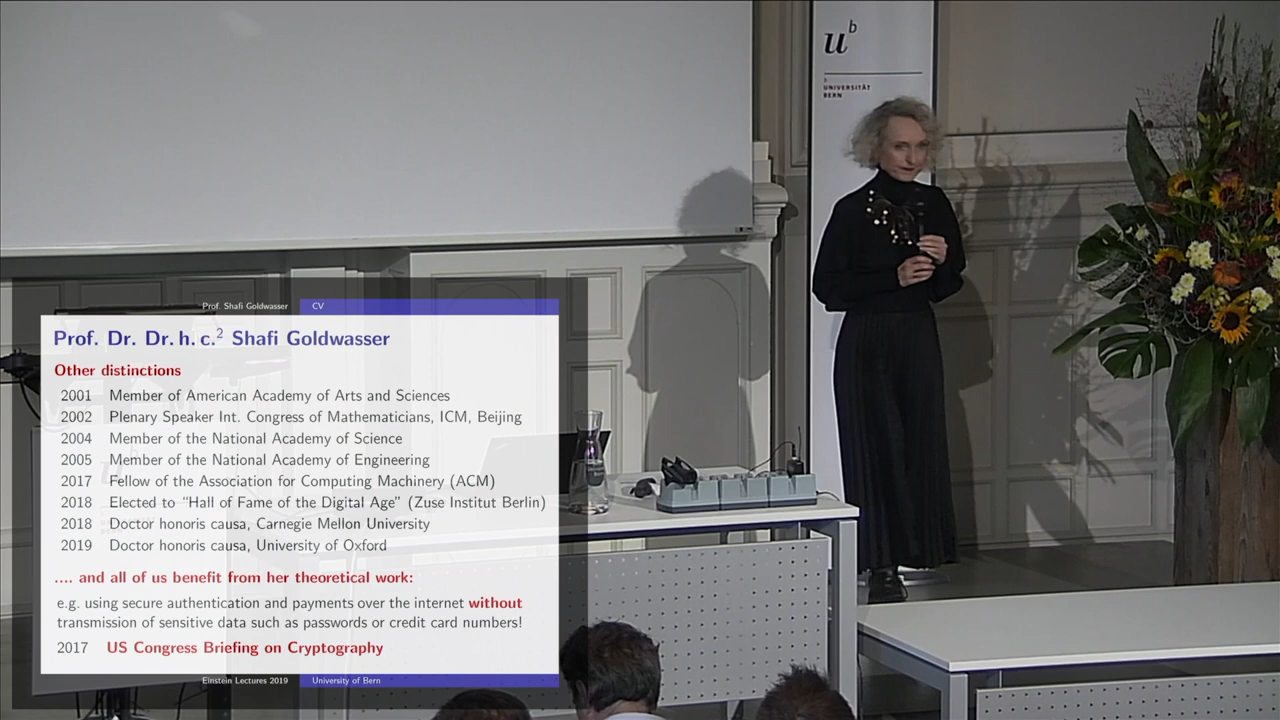 u^b
UNIVERSITÄT
BERN
Prof. Shafi Goldwasser CV
Prof. Dr. Dr. h. c.² Shafi Goldwasser
Other distinctions
2001 Member of American Academy of Arts and Sciences
2002 Plenary Speaker Int. Congress of Mathematicians, ICM, Beijing
2004 Member of the National Academy of Science
2005 Member of the National Academy of Engineering
2017 Fellow of the Association for Computing Machinery (ACM)
2018 Elected to “Hall of Fame of the Digital Age” (Zuse Institut Berlin)
2018 Doctor honoris causa, Carnegie Mellon University
2019 Doctor honoris causa, University of Oxford
.... and all of us benefit from her theoretical work:
e.g. using secure authentication and payments over the internet without
transmission of sensitive data such as passwords or credit card numbers!
2017 US Congress Briefing on Cryptography
Einstein Lectures 2019 University of Bern